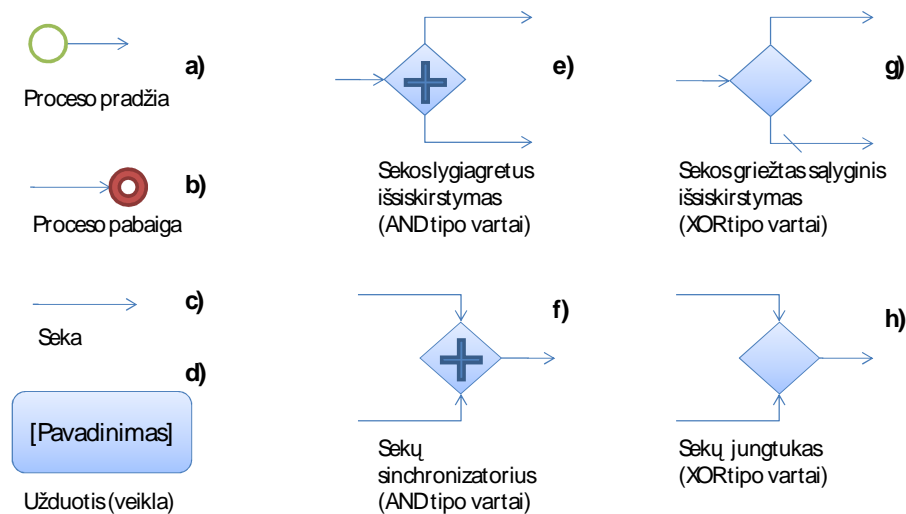 a)
Proceso pradžia
b)
Proceso pabaiga
c)
Seka
d)
[Pavadinimas]
Užduotis (veikla)
e)
Sekos lygiagretus
išsiskirstymas
(AND tipo vartai)
f)
Sekų
sinchronizatorius
(AND tipo vartai)
g)
Sekos griežtas sąlyginis
išsiskirstymas
(XOR tipo vartai)
h)
Sekų jungtukas
(XOR tipo vartai)